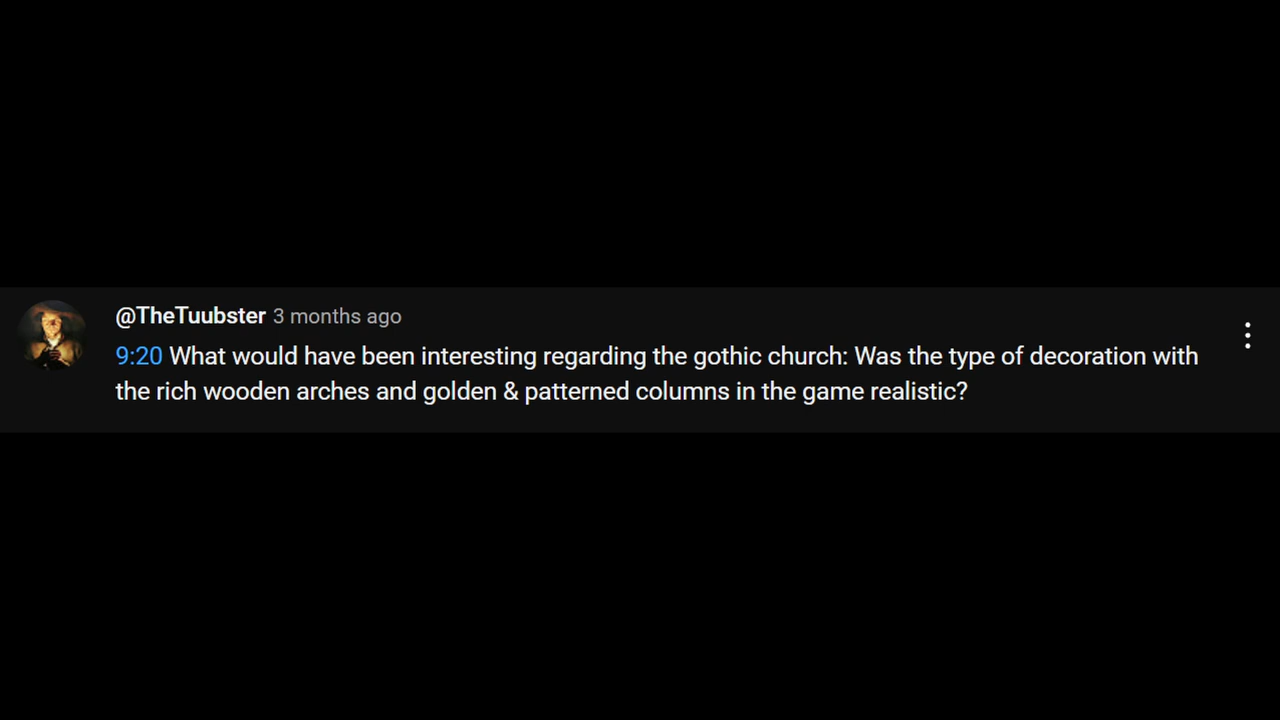 @TheTuubster 3 months ago
9:20 What would have been interesting regarding the gothic church: Was the type of decoration with
the rich wooden arches and golden & patterned columns in the game realistic?